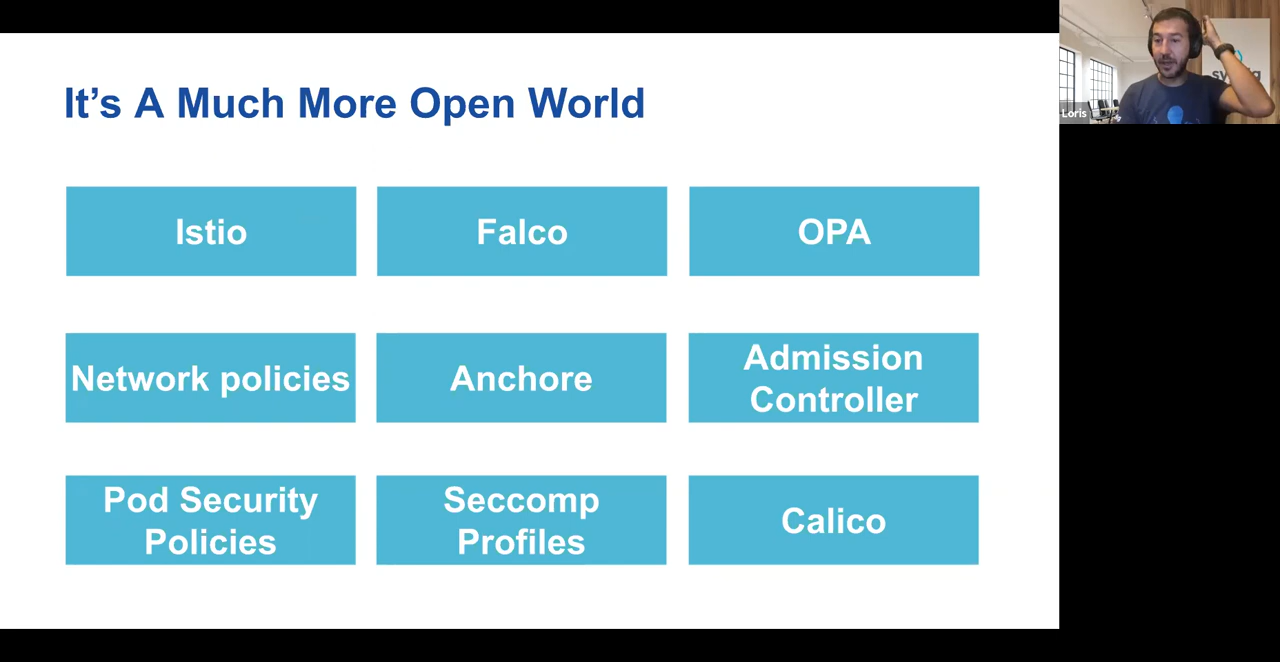 It's A Much More Open World
Istio
Falco
OPA
Network policies
Anchore
Admission
Controller
Pod Security
Policies
Seccomp
Profiles
Calico
Loris